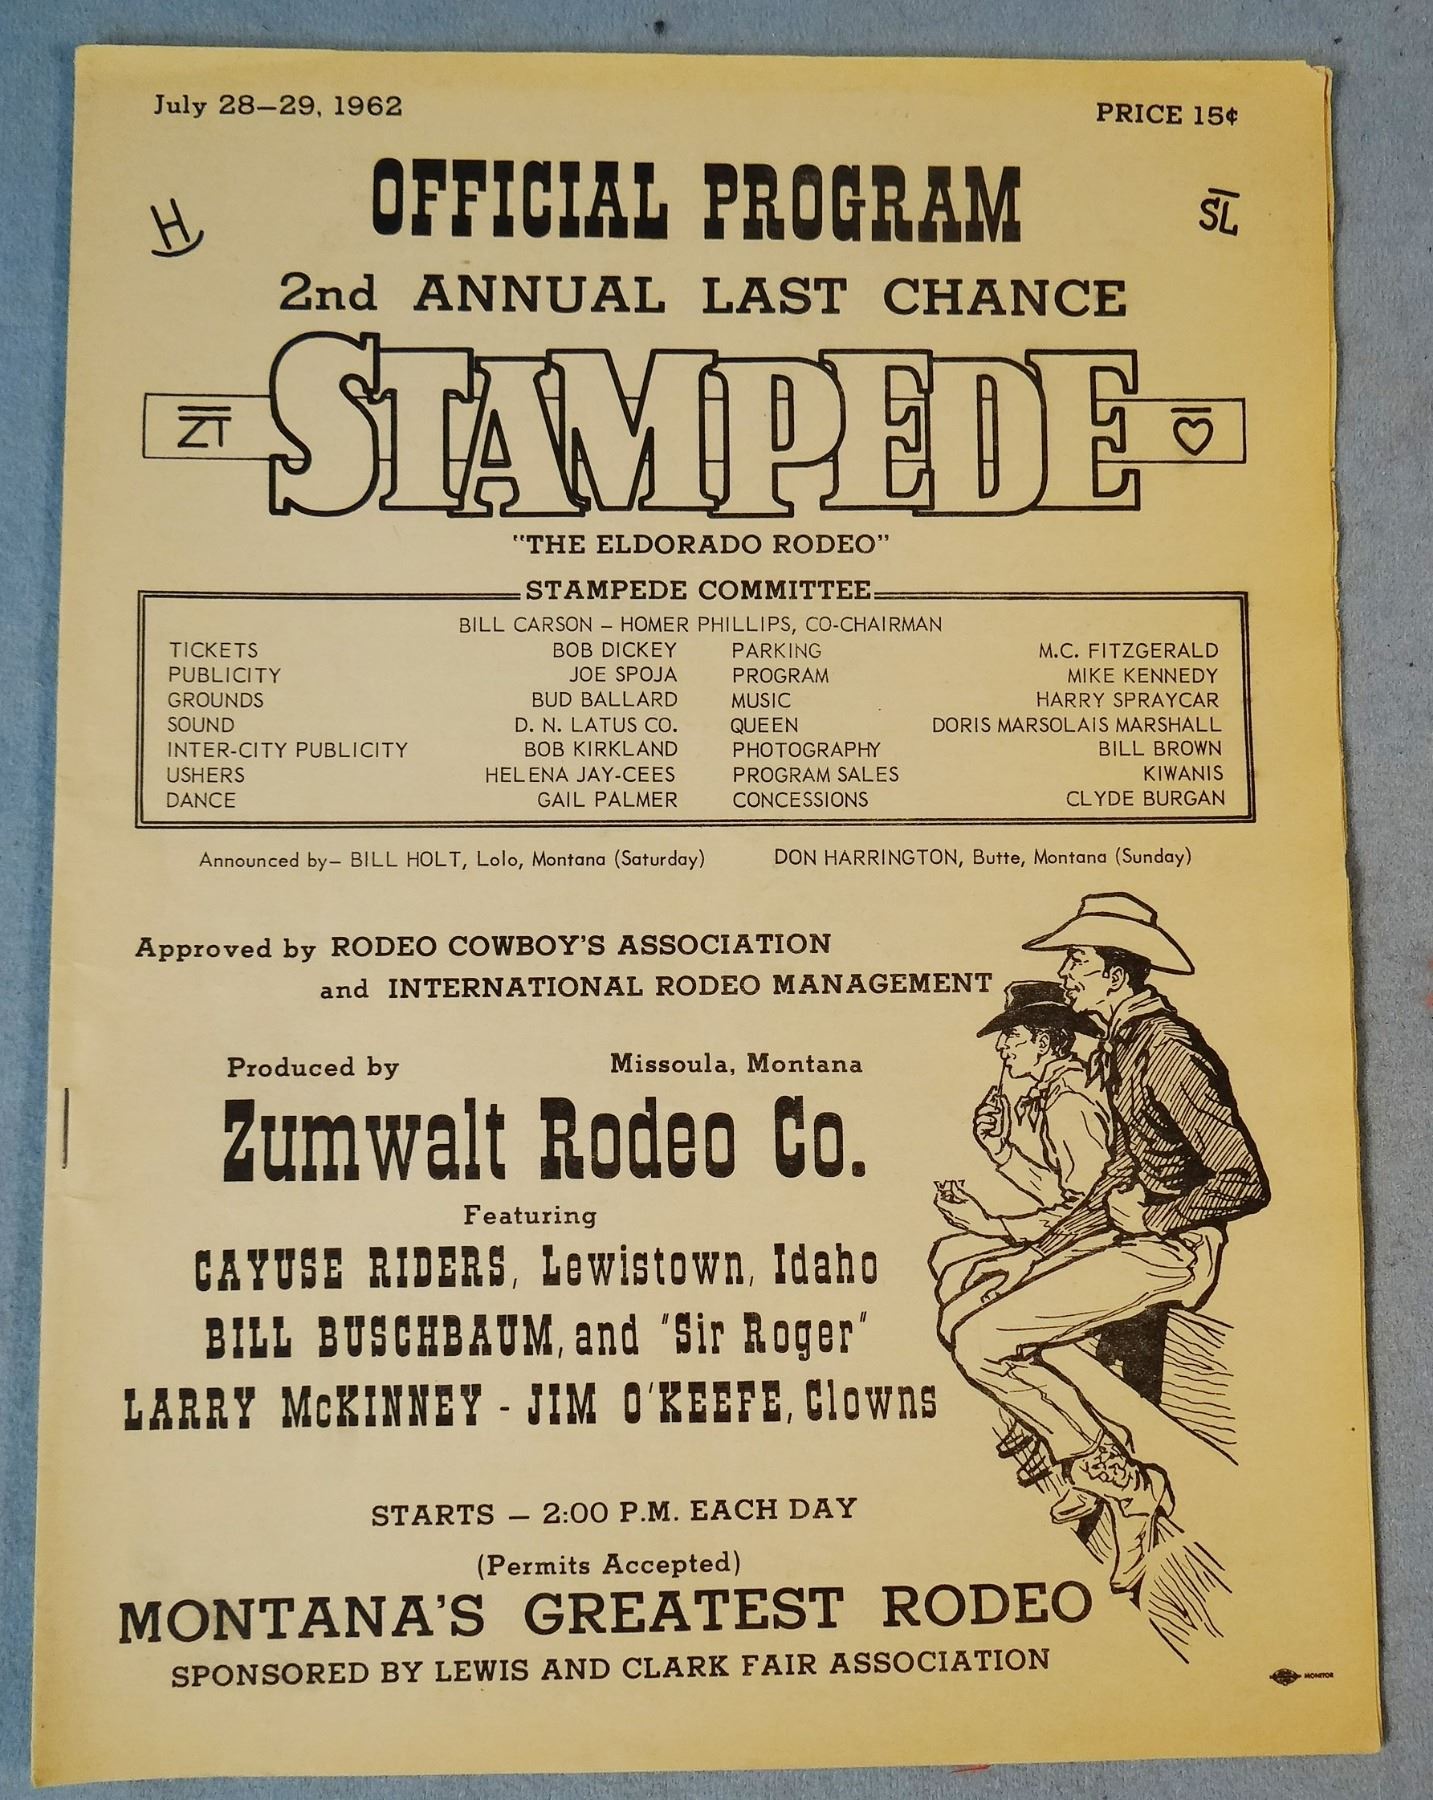 July 28–29, 1962 PRICE 15¢
OFFICIAL PROGRAM
H SL
2nd ANNUAL LAST CHANCE
STAMPEDE
ZT
"THE ELDORADO RODEO"
STAMPEDE COMMITTEE
BILL CARSON – HOMER PHILLIPS, CO-CHAIRMAN
TICKETS BOB DICKEY PARKING M.C. FITZGERALD
PUBLICITY JOE SPOJA PROGRAM MIKE KENNEDY
GROUNDS BUD BALLARD MUSIC HARRY SPRAYCAR
SOUND D. N. LATUS CO. QUEEN DORIS MARSOLAIS MARSHALL
INTER-CITY PUBLICITY BOB KIRKLAND PHOTOGRAPHY BILL BROWN
USHERS HELENA JAY-CEES PROGRAM SALES KIWANIS
DANCE GAIL PALMER CONCESSIONS CLYDE BURGAN
Announced by– BILL HOLT, Lolo, Montana (Saturday) DON HARRINGTON, Butte, Montana (Sunday)
Approved by RODEO COWBOY'S ASSOCIATION
and INTERNATIONAL RODEO MANAGEMENT
Produced by Missoula, Montana
Zumwalt Rodeo Co.
Featuring
CAYUSE RIDERS, Lewistown, Idaho
BILL BUSCHBAUM, and "Sir Roger"
LARRY McKINNEY - JIM O'KEEFE, Clowns
STARTS – 2:00 P.M. EACH DAY
(Permits Accepted)
MONTANA'S GREATEST RODEO
SPONSORED BY LEWIS AND CLARK FAIR ASSOCIATION
MONITOR